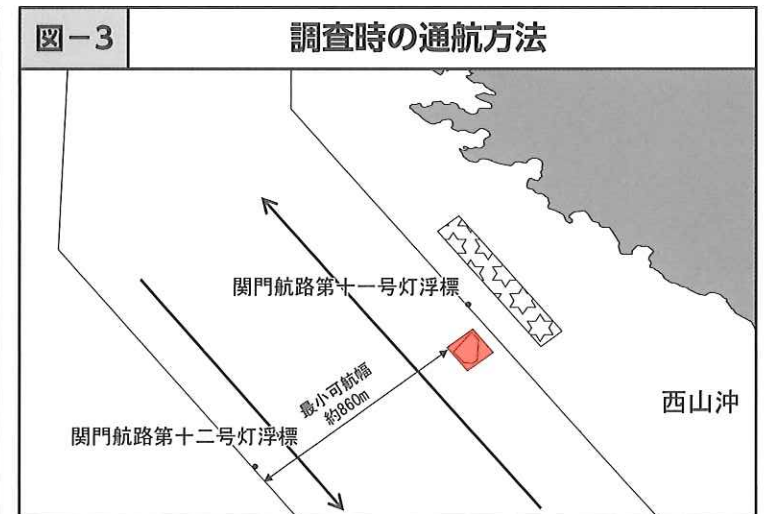 図－3
調査時の通航方法
関門航路第十一号灯浮標
最小可航幅
約860m
西山沖
関門航路第十二号灯浮標